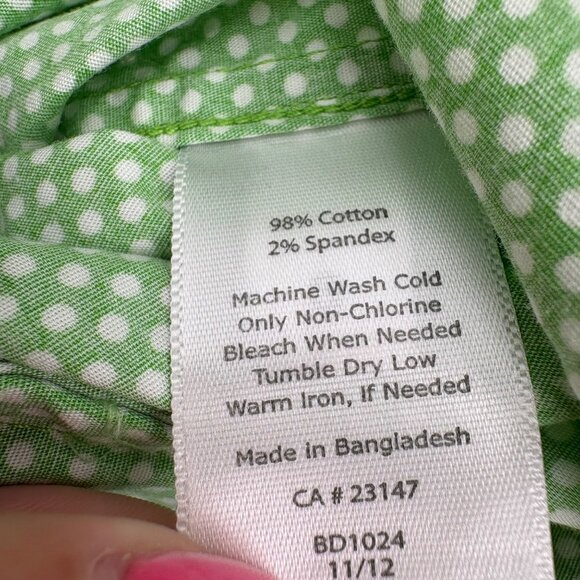 98% Cotton
2% Spandex
Machine Wash Cold
Only Non-Chlorine
Bleach When Needed
Tumble Dry Low
Warm Iron, If Needed
Made in Bangladesh
CA # 23147
BD1024
11/12